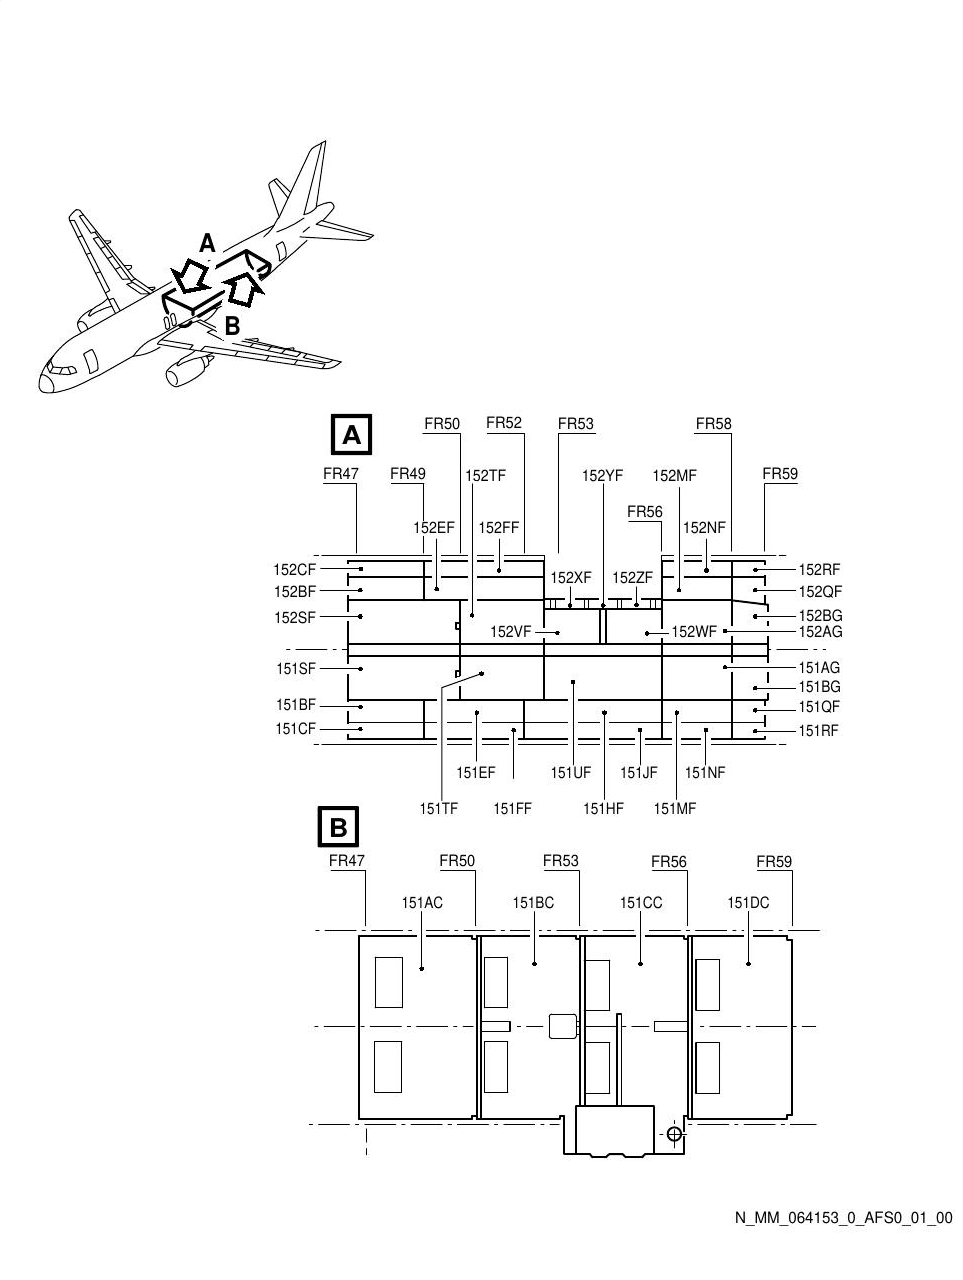 A
B
A
FR50 FR52 FR53 FR58
FR47 FR49 152TF 152YF 152MF FR59
FR56
152EF 152FF 152NF
152CF 152XF 152ZF 152RF
152BF 152QF
152SF 152BG
152VF 152WF 152AG
151SF 151AG
151BG
151BF 151QF
151CF 151RF
151EF 151UF 151JF 151NF
151TF 151FF 151HF 151MF
B
FR47 FR50 FR53 FR56 FR59
151AC 151BC 151CC 151DC
N_MM_064153_0_AFS0_01_00